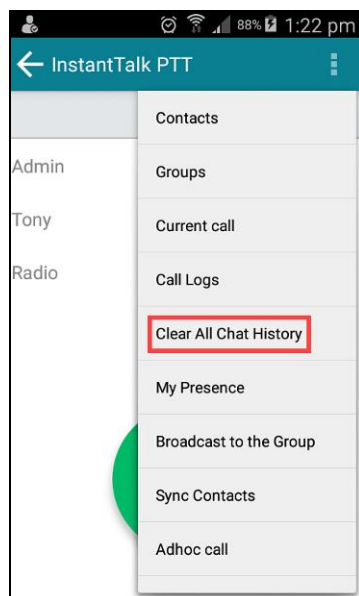 88% 1:22 pm
InstantTalk PTT
Contacts
Admin
Groups
Tony
Current call
Radio
Call Logs
Clear All Chat History
My Presence
Broadcast to the Group
Sync Contacts
Adhoc call